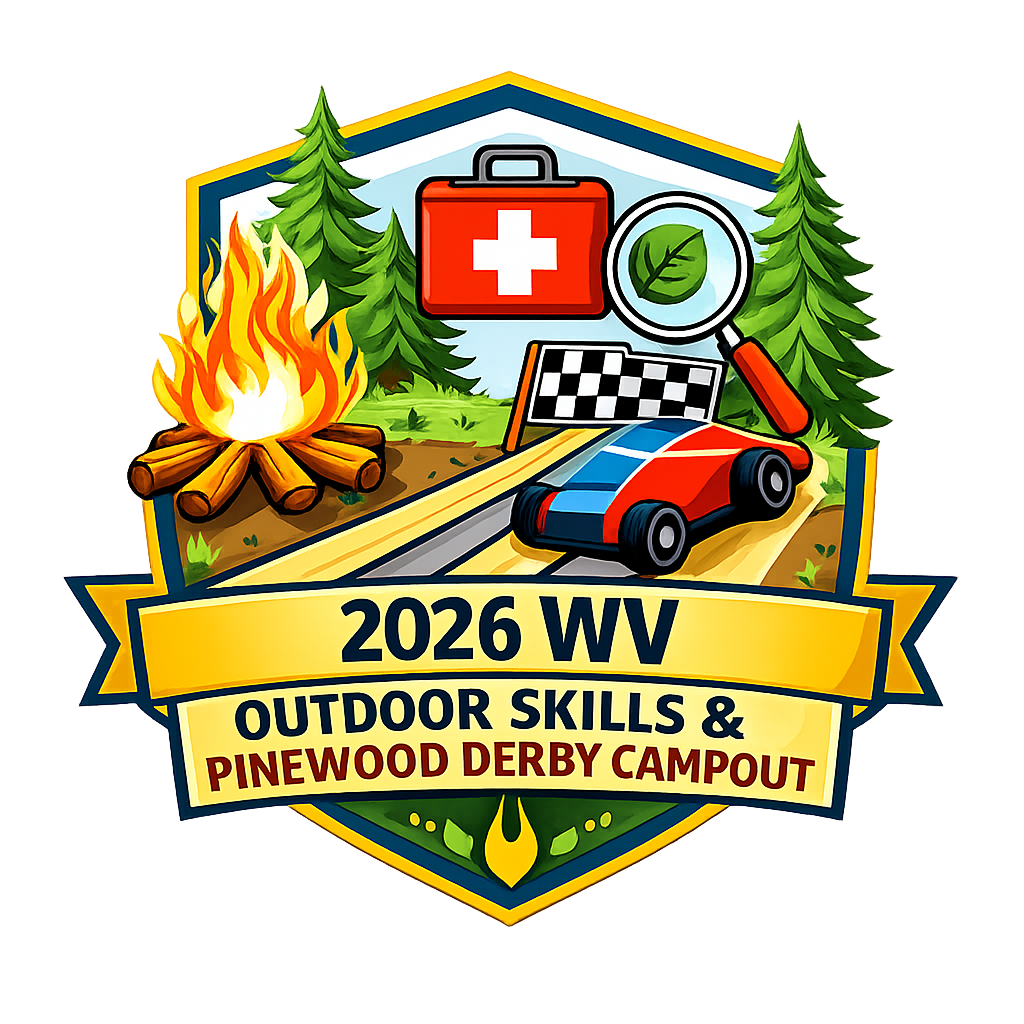 2026 WV
OUTDOOR SKILLS &
PINEWOOD DERBY CAMPOUT